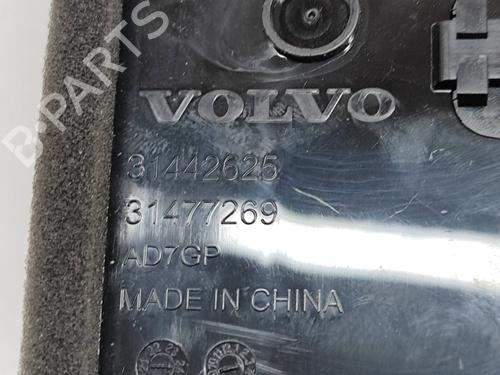 VOLVO
31442625
31477269
AD7GP
MADE IN CHINA
B-PARTS